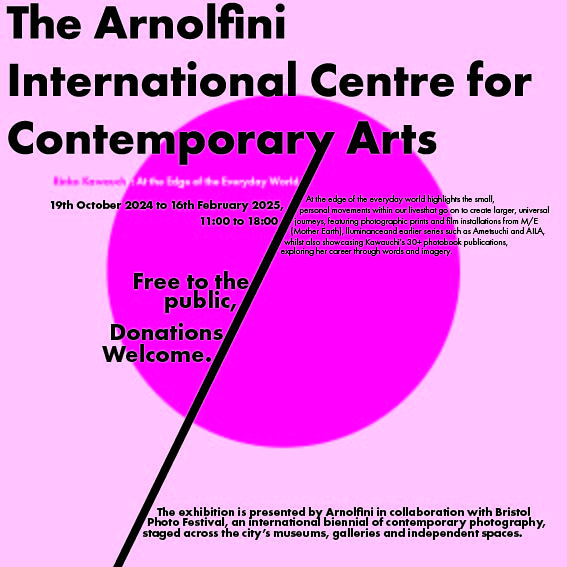 The Arnolfini
International Centre for
Contemporary Arts
Rinko Kawauchi : At the Edge of the Everyday World
19th October 2024 to 16th February 2025,
11:00 to 18:00
At the edge of the everyday world highlights the small,
personal movements within our livesthat go on to create larger, universal
journeys, featuring photographic prints and film installations from M/E
(Mother Earth), Illuminanceand earlier series such as Ametsuchi and AILA,
whilst also showcasing Kawauchi's 30+ photobook publications,
exploring her career through words and imagery.
Free to the
public,
Donations
Welcome.
The exhibition is presented by Arnolfini in collaboration with Bristol
Photo Festival, an international biennial of contemporary photography,
staged across the city's museums, galleries and independent spaces.